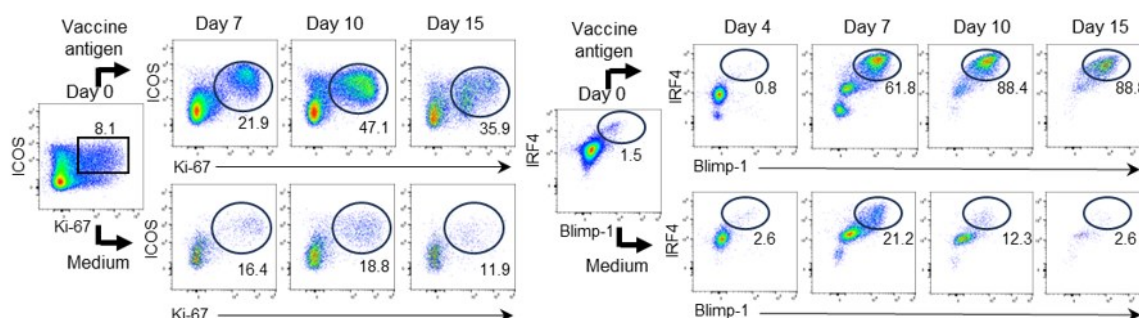 Vaccine antigen
Day 7 Day 10 Day 15
Day 0
8.1
ICOS
Ki-67
Medium
ICOS
21.9 47.1 35.9
Ki-67
ICOS
16.4 18.8 11.9
Ki-67
Vaccine antigen
Day 4 Day 7 Day 10 Day 15
Day 0
1.5
IRF4
Blimp-1
Medium
IRF4
0.8 61.8 88.4 88.8
Blimp-1
IRF4
2.6 21.2 12.3 2.6
Blimp-1